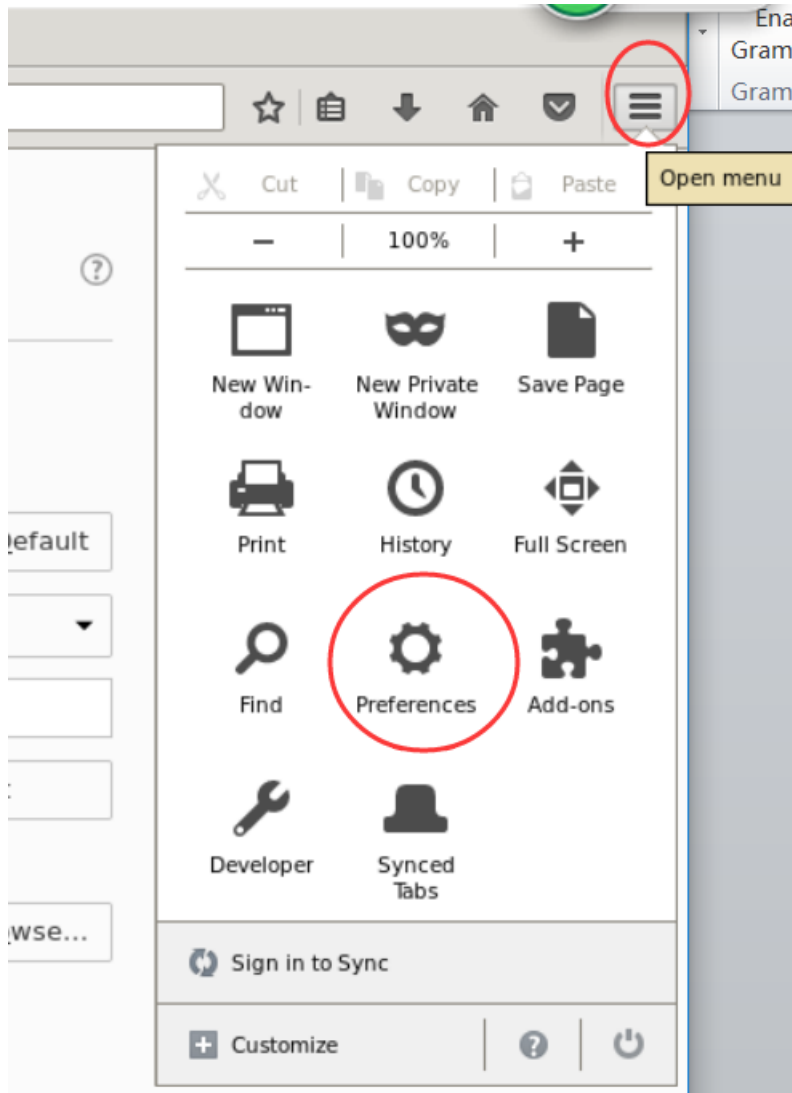 Ena
Gram
Gram
Open menu
Cut Copy Paste
− 100% +
New Win-
dow
New Private
Window
Save Page
Print History Full Screen
Find Preferences Add-ons
Developer
Synced
Tabs
Sign in to Sync
Customize
efault
wse...